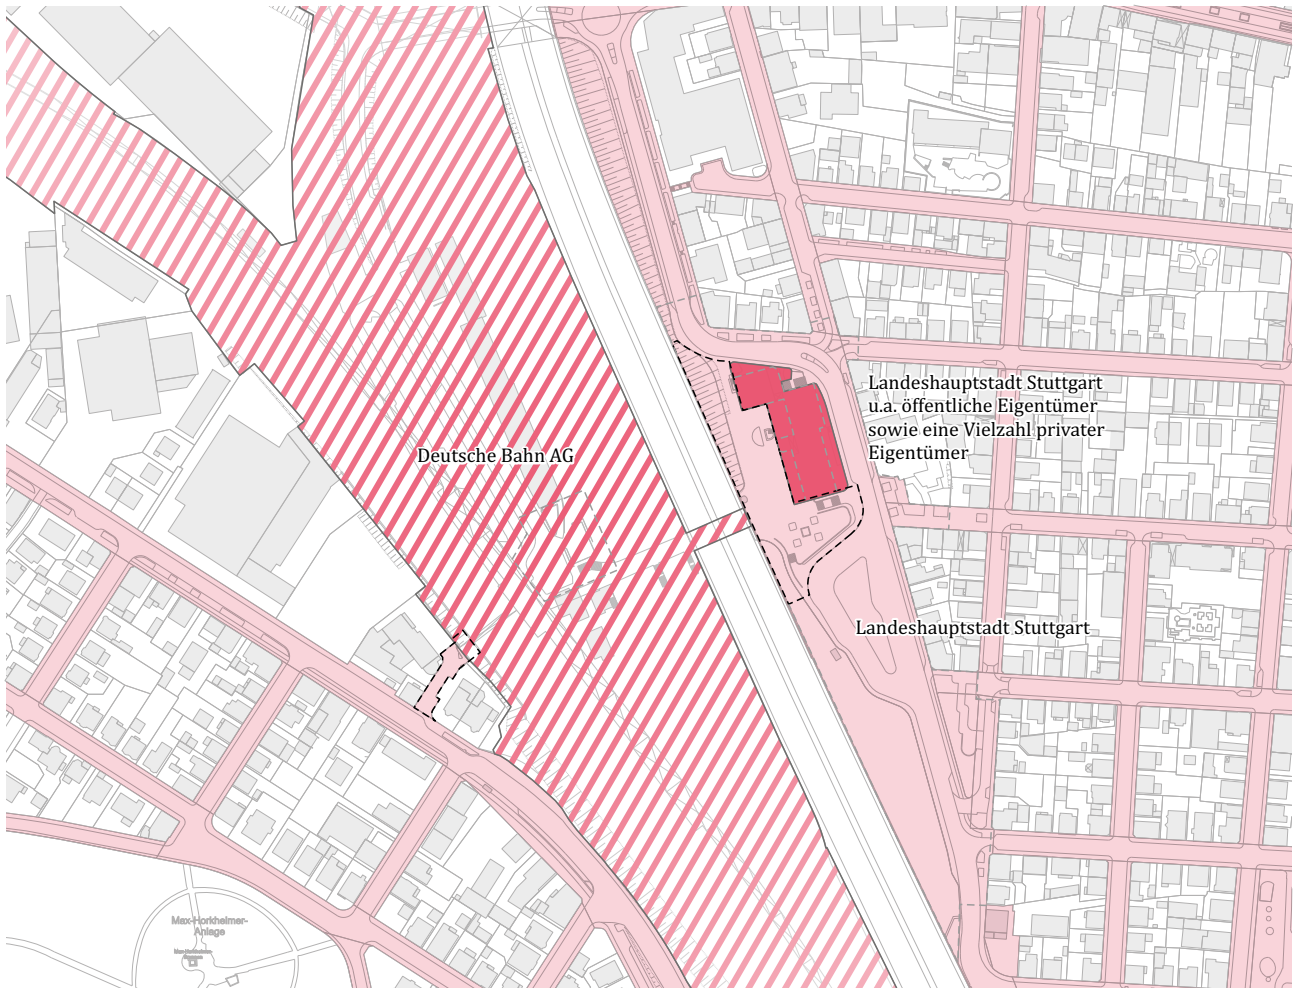 Landeshauptstadt Stuttgart
u.a. öffentliche Eigentümer
sowie eine Vielzahl privater
Eigentümer
Deutsche Bahn AG
Landeshauptstadt Stuttgart
Max-Horkheimer-
Anlage